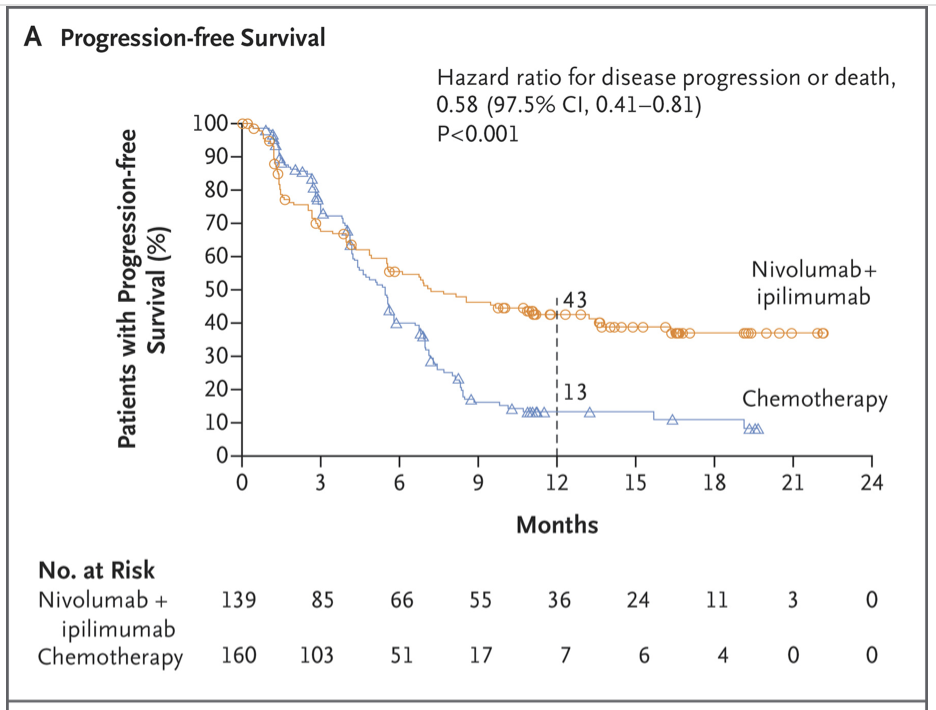 A Progression-free Survival
Hazard ratio for disease progression or death,
0.58 (97.5% CI, 0.41–0.81)
P<0.001
Patients with Progression-free
Survival (%)
100
90
80
70
60
50
40
30
20
10
0
43
13
Nivolumab+
ipilimumab
Chemotherapy
0 3 6 9 12 15 18 21 24
Months
No. at Risk
Nivolumab + 139 85 66 55 36 24 11 3 0
ipilimumab
Chemotherapy 160 103 51 17 7 6 4 0 0